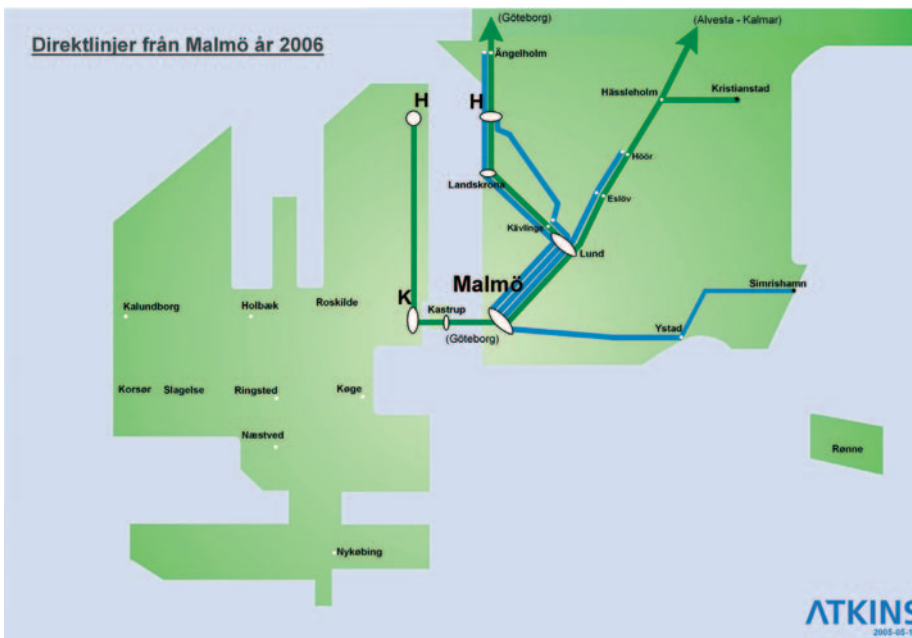 Direktlinjer från Malmö år 2006
(Göteborg)
(Alvesta - Kalmar)
Ängelholm
Hässleholm
Kristianstad
H
H
Höör
Landskrona
Eslöv
Kävlinge
Lund
Malmö
Simrishamn
Kalundborg
Holbæk
Roskilde
K
Kastrup
(Göteborg)
Ystad
Korsør
Slagelse
Ringsted
Køge
Næstved
Rønne
Nykøbing
ATKINS